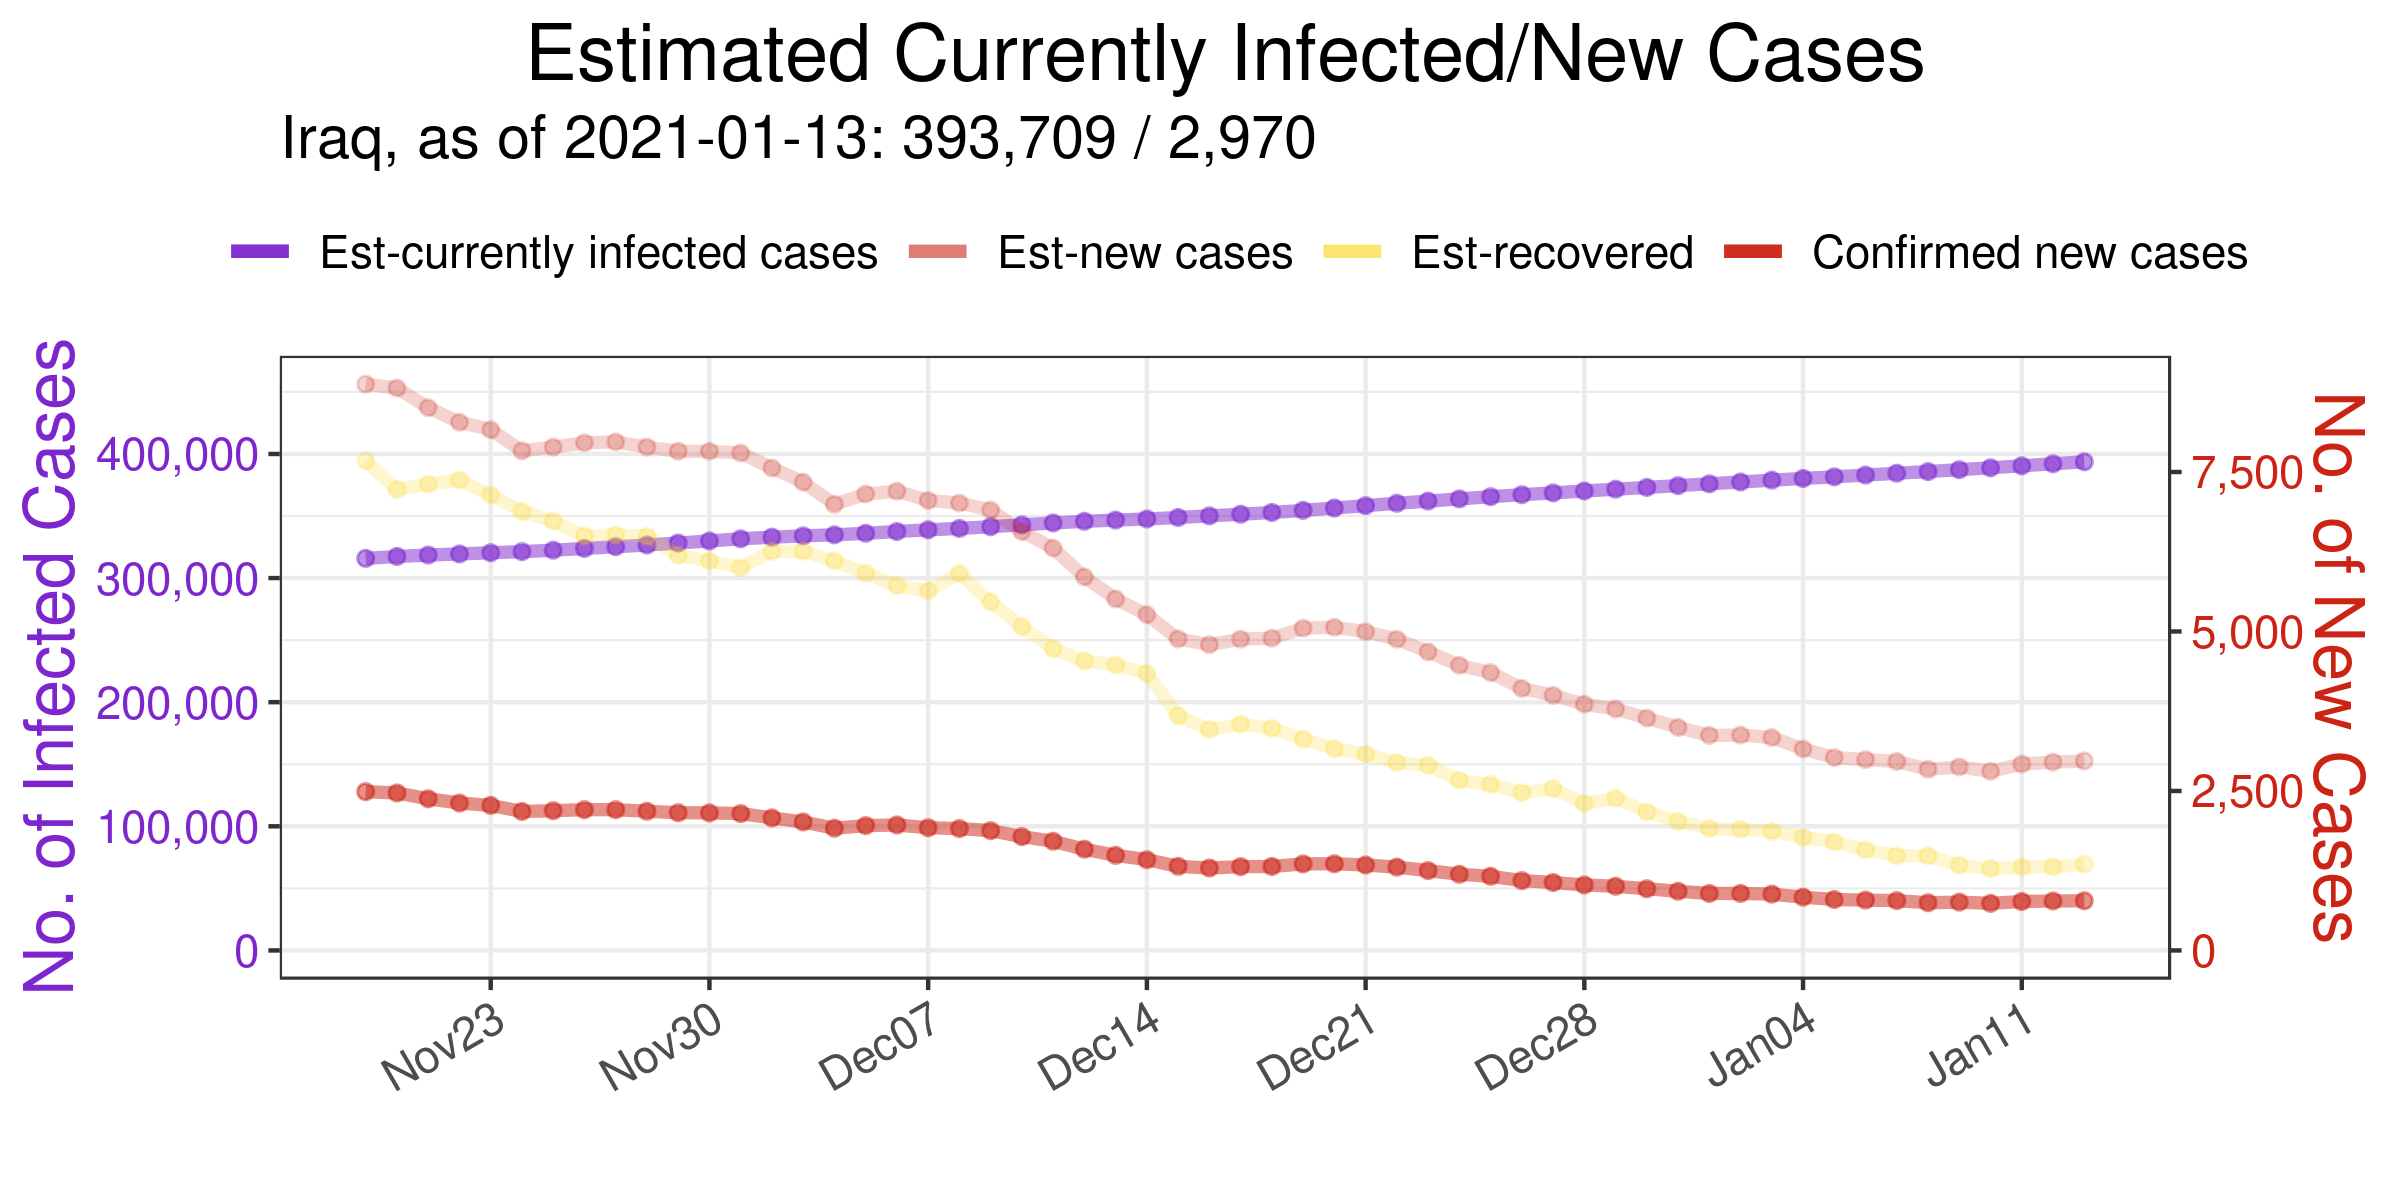 Estimated Currently Infected/New Cases
Iraq, as of 2021-01-13: 393,709 / 2,970
Est-currently infected cases Est-new cases Est-recovered Confirmed new cases
No. of Infected Cases
400,000
300,000
200,000
100,000
0
7,500
5,000
2,500
0
No. of New Cases
Nov23 Nov30 Dec07 Dec14 Dec21 Dec28 Jan04 Jan11